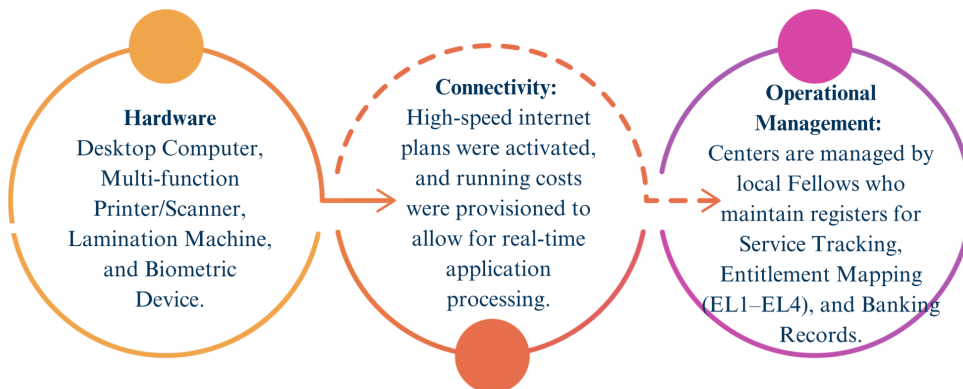 Hardware
Desktop Computer,
Multi-function
Printer/Scanner,
Lamination Machine,
and Biometric
Device.
Connectivity:
High-speed internet
plans were activated,
and running costs
were provisioned to
allow for real-time
application
processing.
Operational
Management:
Centers are managed by
local Fellows who
maintain registers for
Service Tracking,
Entitlement Mapping
(EL1–EL4), and Banking
Records.